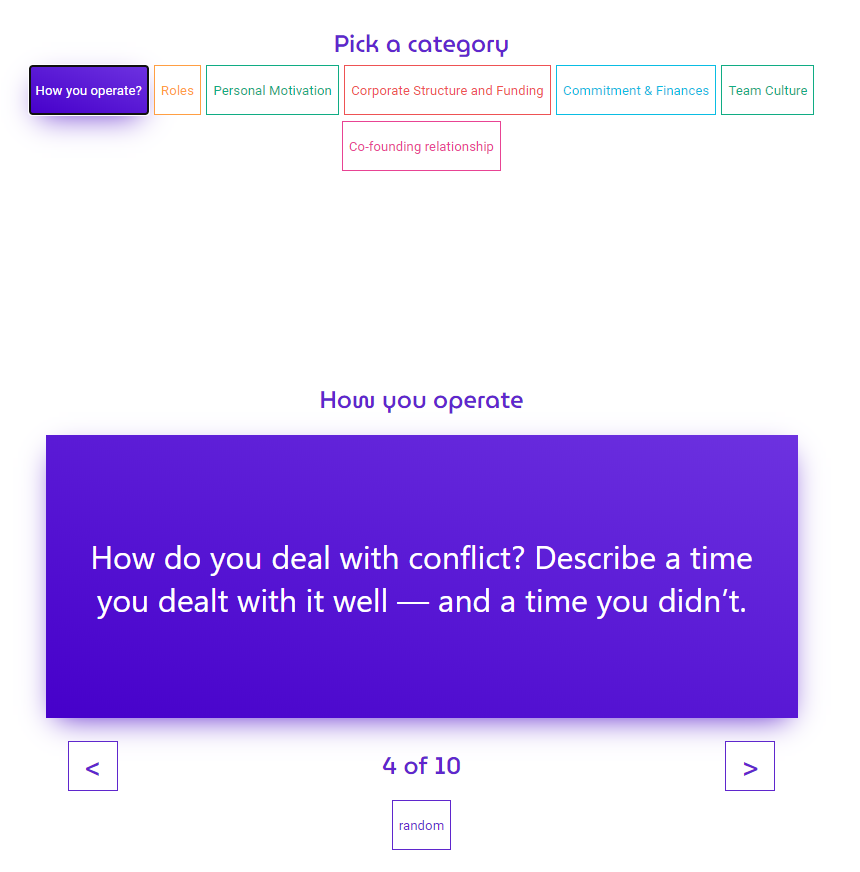 Pick a category
How you operate? Roles Personal Motivation Corporate Structure and Funding Commitment & Finances Team Culture
Co-founding relationship
How you operate
How do you deal with conflict? Describe a time
you dealt with it well — and a time you didn’t.
< 4 of 10 >
random